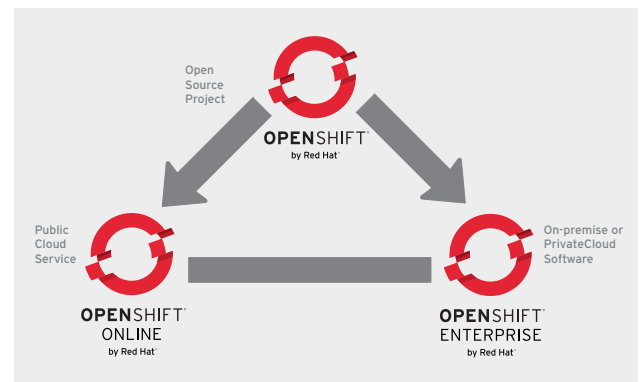 Open
Source
Project
OPENSHIFT®
by Red Hat®
Public
Cloud
Service
OPENSHIFT®
ONLINE
by Red Hat®
On-premise or
PrivateCloud
Software
OPENSHIFT®
ENTERPRISE
by Red Hat®